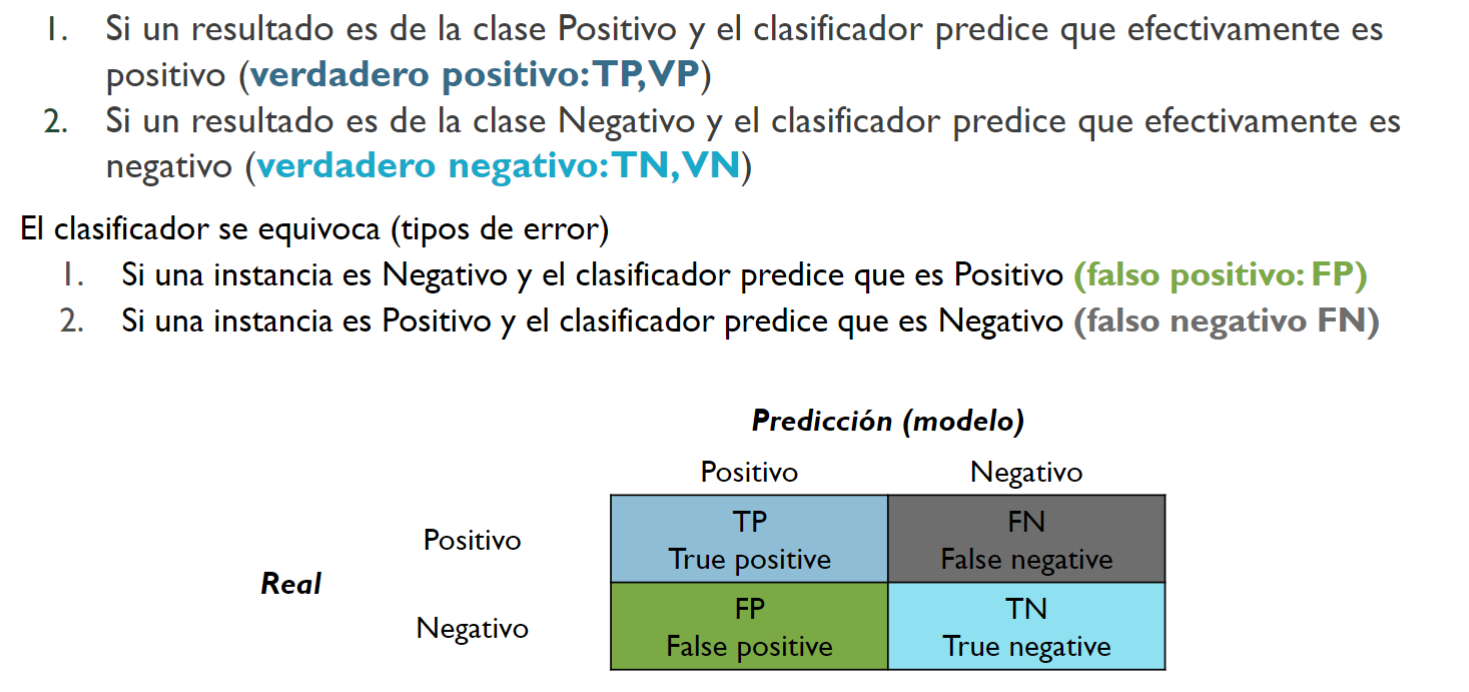 1. Si un resultado es de la clase Positivo y el clasificador predice que efectivamente es
positivo (verdadero positivo: TP, VP)
2. Si un resultado es de la clase Negativo y el clasificador predice que efectivamente es
negativo (verdadero negativo: TN, VN)
El clasificador se equivoca (tipos de error)
1. Si una instancia es Negativo y el clasificador predice que es Positivo (falso positivo: FP)
2. Si una instancia es Positivo y el clasificador predice que es Negativo (falso negativo FN)
Predicción (modelo)
Positivo Negativo
Real
Positivo
TP
True positive
FN
False negative
Negativo
FP
False positive
TN
True negative